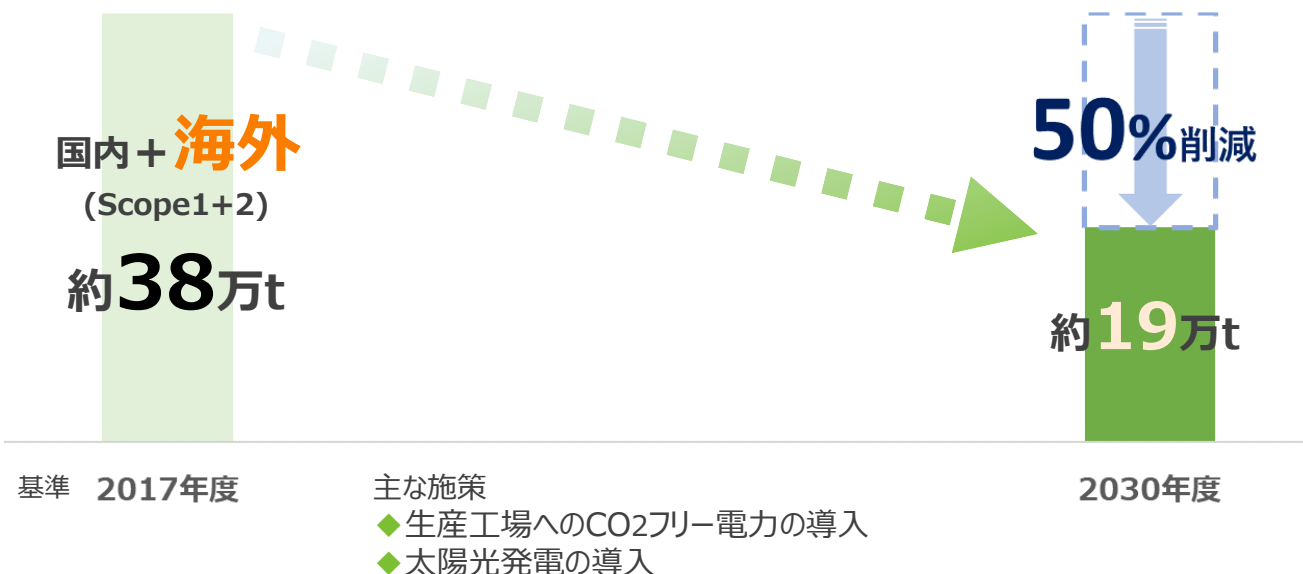 国内＋海外
(Scope1+2)
約38万t
50%削減
約19万t
基準 2017年度
主な施策
◆生産工場へのCO2フリー電力の導入
◆太陽光発電の導入
2030年度